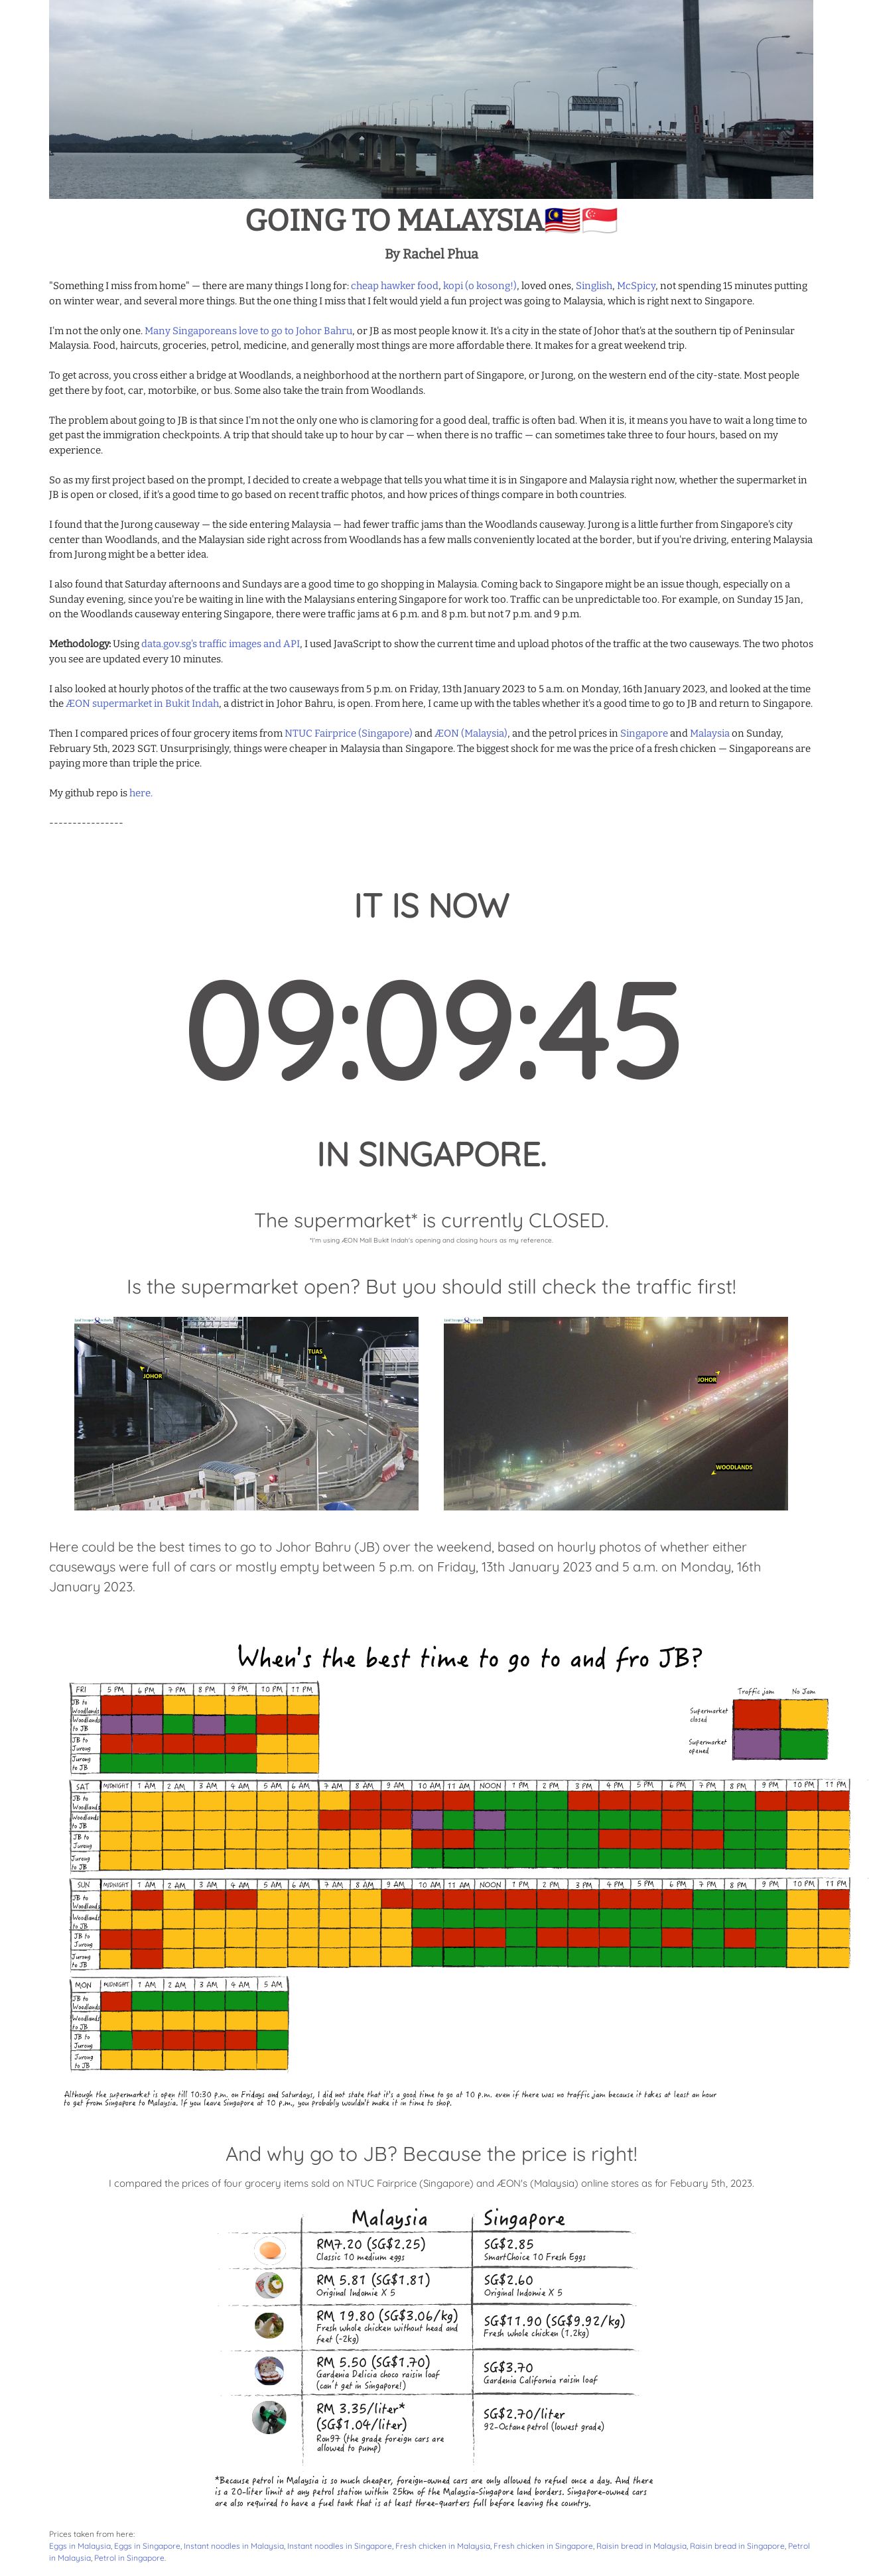 GOING TO MALAYSIA🇲🇾🇸🇬
By Rachel Phua
"Something I miss from home" — there are many things I long for: cheap hawker food, kopi (o kosong!), loved ones, Singlish, McSpicy, not spending 15 minutes putting
on winter wear, and several more things. But the one thing I miss that I felt would yield a fun project was going to Malaysia, which is right next to Singapore.
I'm not the only one. Many Singaporeans love to go to Johor Bahru, or JB as most people know it. It's a city in the state of Johor that's at the southern tip of Peninsular
Malaysia. Food, haircuts, groceries, petrol, medicine, and generally most things are more affordable there. It makes for a great weekend trip.
To get across, you cross either a bridge at Woodlands, a neighborhood at the northern part of Singapore, or Jurong, on the western end of the city-state. Most people
get there by foot, car, motorbike, or bus. Some also take the train from Woodlands.
The problem about going to JB is that since I'm not the only one who is clamoring for a good deal, traffic is often bad. When it is, it means you have to wait a long time to
get past the immigration checkpoints. A trip that should take up to hour by car — when there is no traffic — can sometimes take three to four hours, based on my
experience.
So as my first project based on the prompt, I decided to create a webpage that tells you what time it is in Singapore and Malaysia right now, whether the supermarket in
JB is open or closed, if it's a good time to go based on recent traffic photos, and how prices of things compare in both countries.
I found that the Jurong causeway — the side entering Malaysia — had fewer traffic jams than the Woodlands causeway. Jurong is a little further from Singapore's city
center than Woodlands, and the Malaysian side right across from Woodlands has a few malls conveniently located at the border, but if you're driving, entering Malaysia
from Jurong might be a better idea.
I also found that Saturday afternoons and Sundays are a good time to go shopping in Malaysia. Coming back to Singapore might be an issue though, especially on a
Sunday evening, since you're be waiting in line with the Malaysians entering Singapore for work too. Traffic can be unpredictable too. For example, on Sunday 15 Jan,
on the Woodlands causeway entering Singapore, there were traffic jams at 6 p.m. and 8 p.m. but not 7 p.m. and 9 p.m.
Methodology: Using data.gov.sg's traffic images and API, I used JavaScript to show the current time and upload photos of the traffic at the two causeways. The two photos
you see are updated every 10 minutes.
I also looked at hourly photos of the traffic at the two causeways from 5 p.m. on Friday, 13th January 2023 to 5 a.m. on Monday, 16th January 2023, and looked at the time
the ÆON supermarket in Bukit Indah, a district in Johor Bahru, is open. From here, I came up with the tables whether it's a good time to go to JB and return to Singapore.
Then I compared prices of four grocery items from NTUC Fairprice (Singapore) and ÆON (Malaysia), and the petrol prices in Singapore and Malaysia on Sunday,
February 5th, 2023 SGT. Unsurprisingly, things were cheaper in Malaysia than Singapore. The biggest shock for me was the price of a fresh chicken — Singaporeans are
paying more than triple the price.
My github repo is here.
----------------
IT IS NOW
09:09:45
IN SINGAPORE.
The supermarket* is currently CLOSED.
*I'm using ÆON Mall Bukit Indah's opening and closing hours as my reference.
Is the supermarket open? But you should still check the traffic first!
TUAS
JOHOR
JOHOR
WOODLANDS
Here could be the best times to go to Johor Bahru (JB) over the weekend, based on hourly photos of whether either
causeways were full of cars or mostly empty between 5 p.m. on Friday, 13th January 2023 and 5 a.m. on Monday, 16th
January 2023.
When's the best time to go to and fro JB?
Traffic jam No Jam
Supermarket
closed
Supermarket
opened
FRI 5 PM 6 PM 7 PM 8 PM 9 PM 10 PM 11 PM
JB to
Woodlands
Woodlands
to JB
JB to
Jurong
Jurong
to JB
SAT MIDNIGHT 1 AM 2 AM 3 AM 4 AM 5 AM 6 AM 7 AM 8 AM 9 AM 10 AM 11 AM NOON 1 PM 2 PM 3 PM 4 PM 5 PM 6 PM 7 PM 8 PM 9 PM 10 PM 11 PM
JB to
Woodlands
Woodlands
to JB
JB to
Jurong
Jurong
to JB
SUN MIDNIGHT 1 AM 2 AM 3 AM 4 AM 5 AM 6 AM 7 AM 8 AM 9 AM 10 AM 11 AM NOON 1 PM 2 PM 3 PM 4 PM 5 PM 6 PM 7 PM 8 PM 9 PM 10 PM 11 PM
JB to
Woodlands
Woodlands
to JB
JB to
Jurong
Jurong
to JB
MON MIDNIGHT 1 AM 2 AM 3 AM 4 AM 5 AM
JB to
Woodlands
Woodlands
to JB
JB to
Jurong
Jurong
to JB
Although the supermarket is open till 10:30 p.m. on Fridays and Saturdays, I did not state that it's a good time to go at 10 p.m. even if there was no traffic jam because it takes at least an hour
to get from Singapore to Malaysia. If you leave Singapore at 10 p.m., you probably wouldn't make it in time to shop.
And why go to JB? Because the price is right!
I compared the prices of four grocery items sold on NTUC Fairprice (Singapore) and ÆON's (Malaysia) online stores as for Febuary 5th, 2023.
Malaysia Singapore
RM7.20 (SG$2.25)
Classic 10 medium eggs
SG$2.85
SmartChoice 10 Fresh Eggs
RM 5.81 (SG$1.81)
Original Indomie X 5
SG$2.60
Original Indomie X 5
RM 19.80 (SG$3.06/kg)
Fresh whole chicken without head and
feet (~2kg)
SG$11.90 (SG$9.92/kg)
Fresh whole chicken (1.2kg)
RM 5.50 (SG$1.70)
Gardenia Delicia choco raisin loaf
(can't get in Singapore!)
SG$3.70
Gardenia California raisin loaf
RM 3.35/liter*
(SG$1.04/liter)
Ron97 (the grade foreign cars are
allowed to pump)
SG$2.70/liter
92-Octane petrol (lowest grade)
*Because petrol in Malaysia is so much cheaper, foreign-owned cars are only allowed to refuel once a day. And there
is a 20-liter limit at any petrol station within 25km of the Malaysia-Singapore land borders. Singapore-owned cars
are also required to have a fuel tank that is at least three-quarters full before leaving the country.
Prices taken from here:
Eggs in Malaysia, Eggs in Singapore, Instant noodles in Malaysia, Instant noodles in Singapore, Fresh chicken in Malaysia, Fresh chicken in Singapore, Raisin bread in Malaysia, Raisin bread in Singapore, Petrol
in Malaysia, Petrol in Singapore.